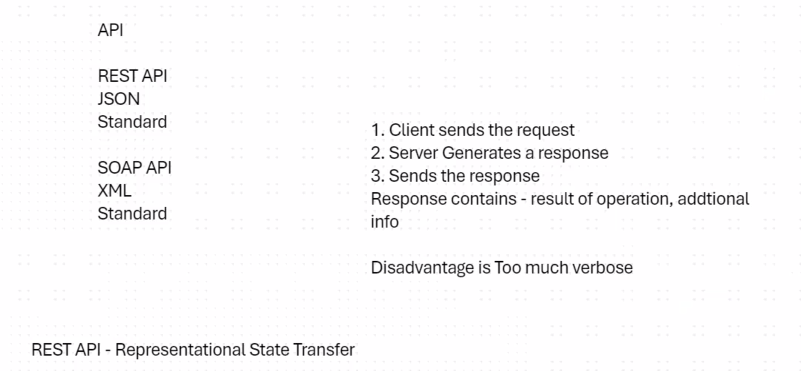 API
REST API
JSON
Standard
SOAP API
XML
Standard
1. Client sends the request
2. Server Generates a response
3. Sends the response
Response contains - result of operation, addtional
info
Disadvantage is Too much verbose
REST API - Representational State Transfer